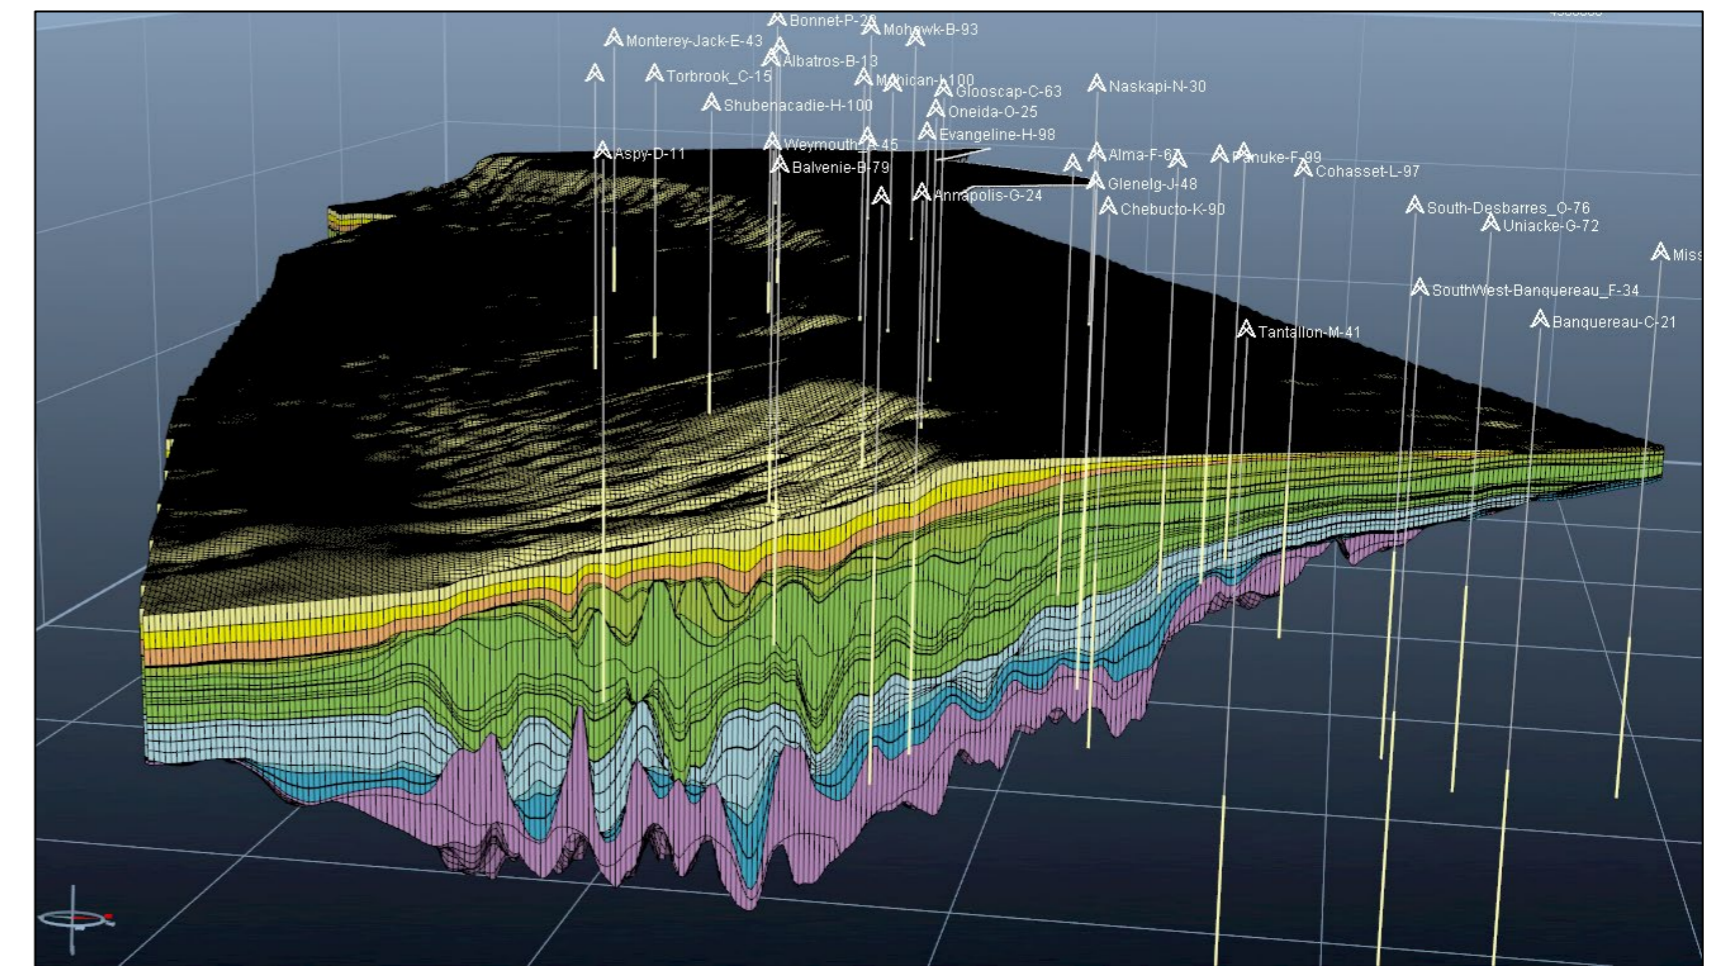 Bonnet-P-23
Mohawk-B-93
Monterey-Jack-E-43
Albatros-B-13
Torbrook_C-15
Mohican-I-100
Naskapi-N-30
Glooscap-C-63
Shubenacadie-H-100
Oneida-O-25
Evangeline-H-98
Weymouth-A-45
Aspy-D-11
Alma-F-67
Panuke-F-99
Balvenie-B-79
Cohasset-L-97
Glenelg-J-48
Annapolis-G-24
Chebucto-K-90
South-Desbarres_O-76
Uniacke-G-72
Miss
SouthWest-Banquereau_F-34
Banquereau-C-21
Tantallon-M-41